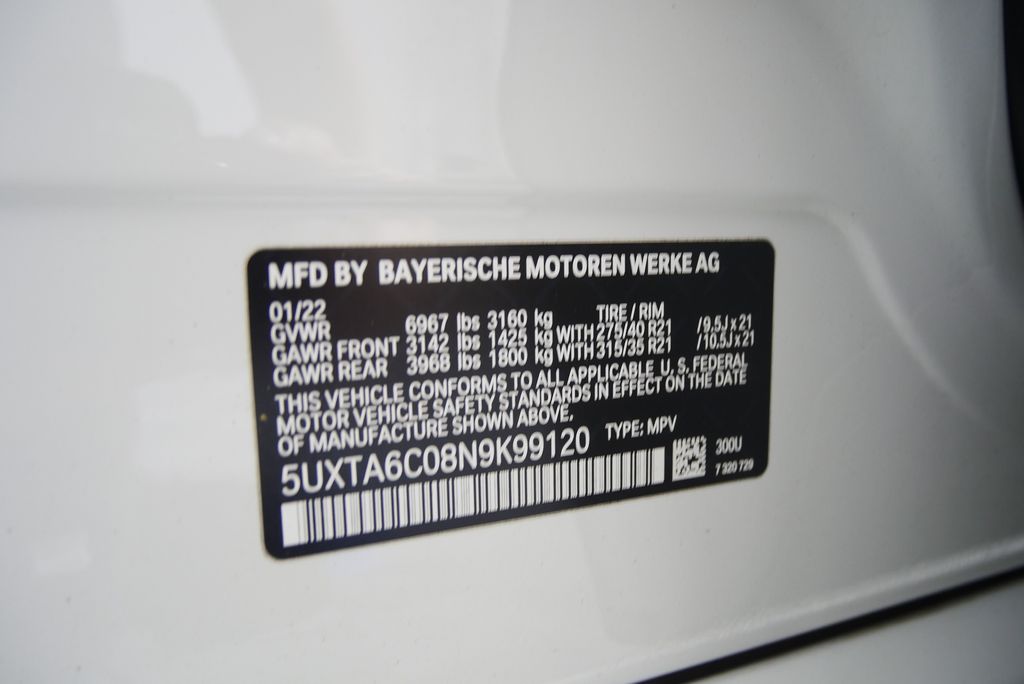 MFD BY BAYERISCHE MOTOREN WERKE AG
01/22 TIRE / RIM
GVWR 6967 lbs 3160 kg
GAWR FRONT 3142 lbs 1425 kg WITH 275/40 R21 /9.5J x 21
GAWR REAR 3968 lbs 1800 kg WITH 315/35 R21 /10.5J x 21
THIS VEHICLE CONFORMS TO ALL APPLICABLE U.S. FEDERAL
MOTOR VEHICLE SAFETY STANDARDS IN EFFECT ON THE DATE
OF MANUFACTURE SHOWN ABOVE.
5UXTA6C08N9K99120 TYPE: MPV
300U
7 320 729